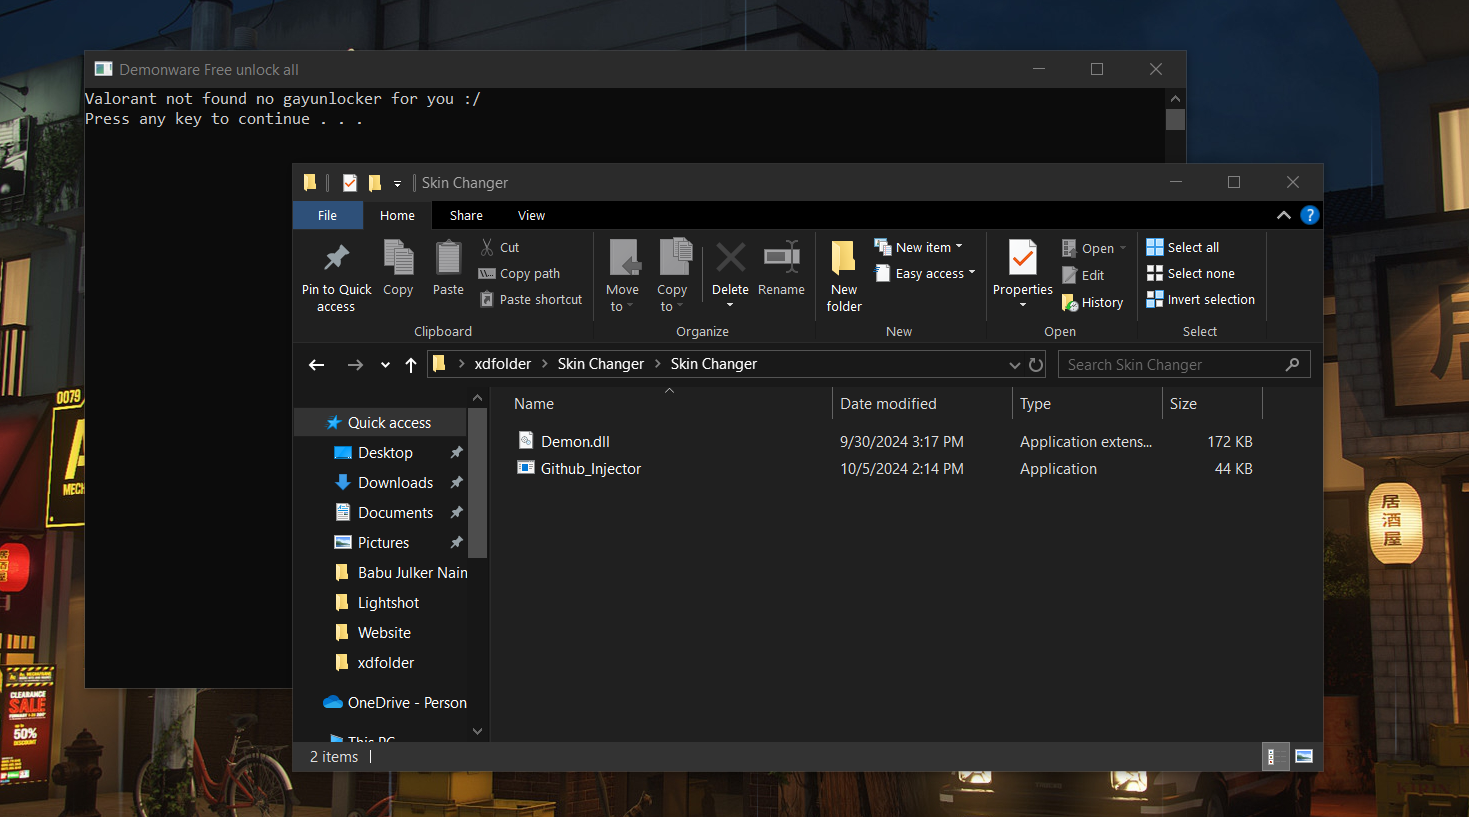 Demonware Free unlock all
Valorant not found no gayunlocker for you :/
Press any key to continue . . .
Skin Changer
File Home Share View
Pin to Quick access
Copy
Paste
Cut
Copy path
Paste shortcut
Clipboard
Move to
Copy to
Delete
Rename
Organize
New folder
New item
Easy access
New
Properties
Open
Edit
History
Open
Select all
Select none
Invert selection
Select
xdfolder > Skin Changer > Skin Changer
Search Skin Changer
Name Date modified Type Size
Demon.dll 9/30/2024 3:17 PM Application extens... 172 KB
Github_Injector 10/5/2024 2:14 PM Application 44 KB
Quick access
Desktop
Downloads
Documents
Pictures
Babu Julker Nain
Lightshot
Website
xdfolder
OneDrive - Person
This PC
2 items
0079
MECH
CLEARANCE
SALE
50%
DISCOUNT
居
居
酒
屋